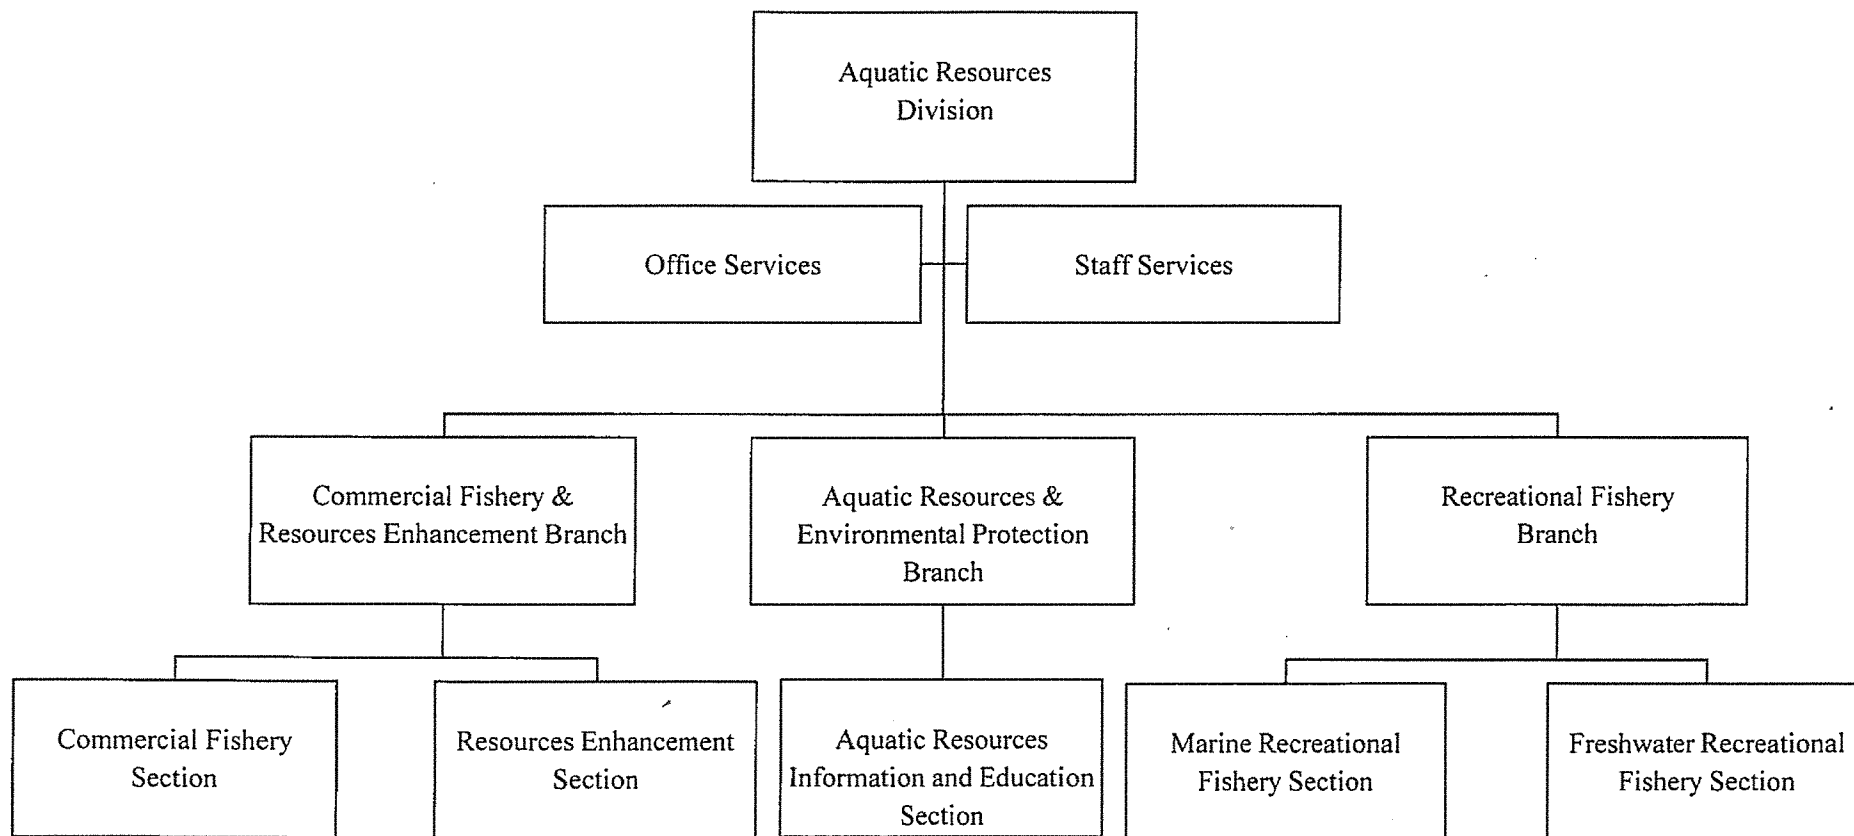 Aquatic Resources
Division
Office Services
Staff Services
Commercial Fishery &
Resources Enhancement Branch
Aquatic Resources &
Environmental Protection
Branch
Recreational Fishery
Branch
Commercial Fishery
Section
Resources Enhancement
Section
Aquatic Resources
Information and Education
Section
Marine Recreational
Fishery Section
Freshwater Recreational
Fishery Section